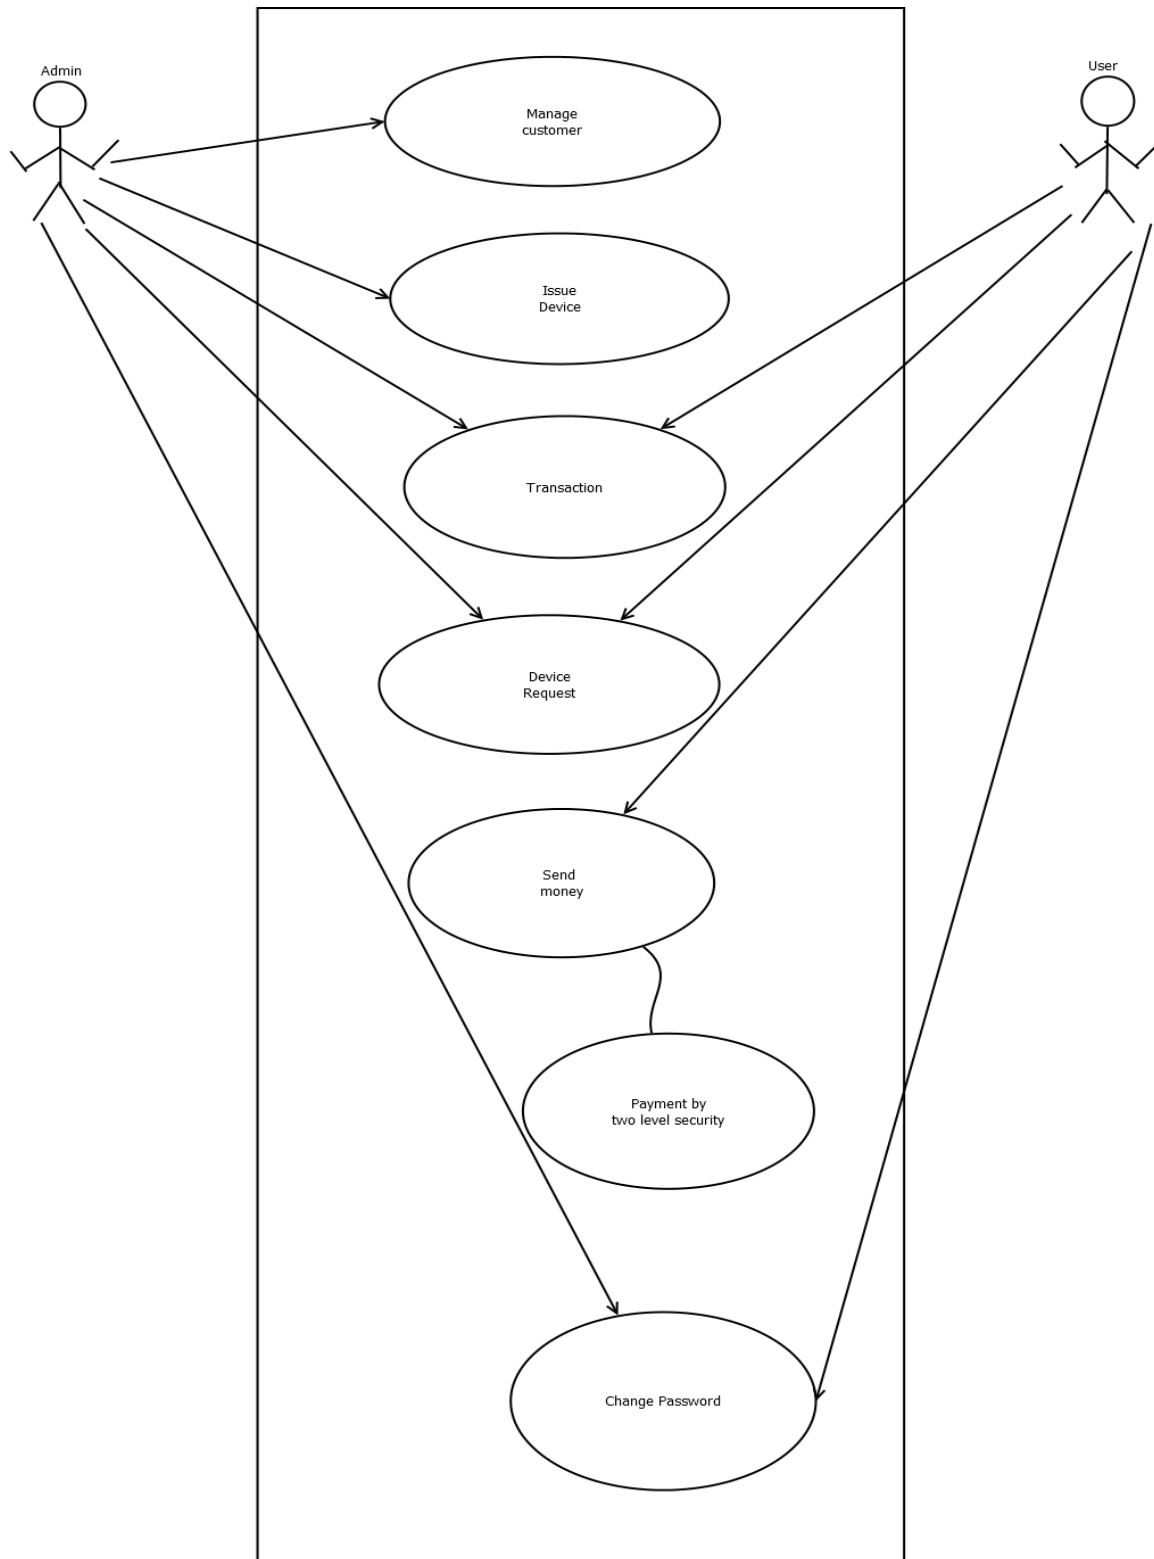 Admin
User
Manage
customer
Issue
Device
Transaction
Device
Request
Send
money
Payment by
two level security
Change Password